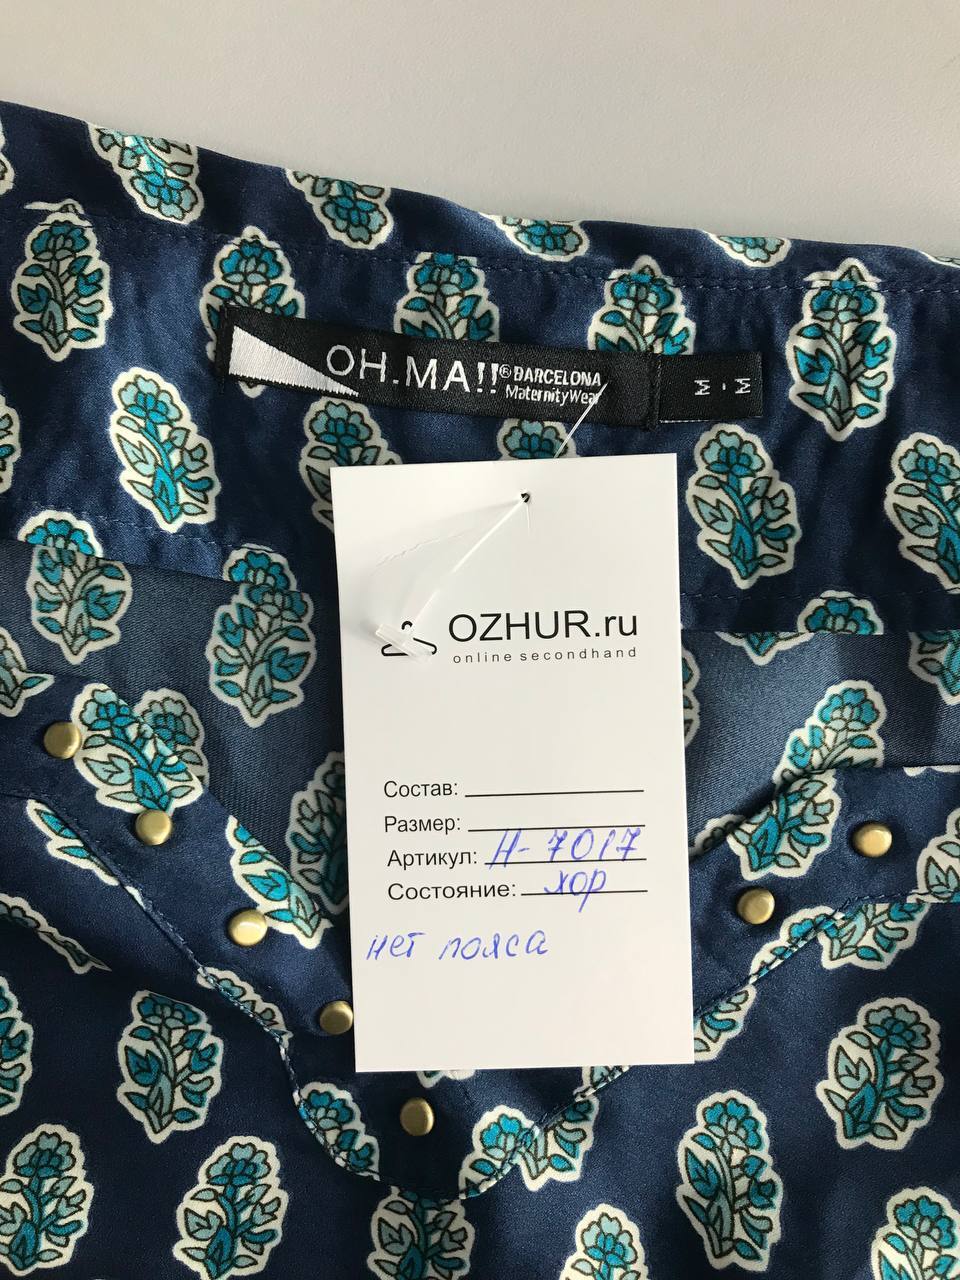 OH.MA!!® BARCELONA
MaternityWear
M - M
OZHUR.ru
online secondhand
Состав:
Размер:
Артикул: Н-7017
Состояние: хор
нет пояса